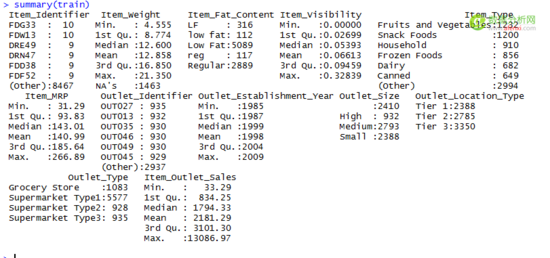 > summary(train)
Item_Identifier Item_Weight Item_Fat_Content Item_Visibility Item_Type
FDG33 : 10 Min. : 4.555 LF : 316 Min. :0.00000 Fruits and Vegetables:1232
FDW13 : 10 1st Qu.: 8.774 low fat: 112 1st Qu.:0.02699 Snack Foods :1200
DRE49 : 9 Median :12.600 Low Fat:5089 Median :0.05393 Household : 910
DRN47 : 9 Mean :12.858 reg : 117 Mean :0.06613 Frozen Foods : 856
FDD38 : 9 3rd Qu.:16.850 Regular:2889 3rd Qu.:0.09459 Dairy : 682
FDF52 : 9 Max. :21.350 Max. :0.32839 Canned : 649
(Other):8467 NA's :1463 (Other) :2994
Item_MRP Outlet_Identifier Outlet_Establishment_Year Outlet_Size Outlet_Location_Type
Min. : 31.29 OUT027 : 935 Min. :1985 :2410 Tier 1:2388
1st Qu.: 93.83 OUT013 : 932 1st Qu.:1987 High : 932 Tier 2:2785
Median :143.01 OUT035 : 930 Median :1999 Medium:2793 Tier 3:3350
Mean :140.99 OUT046 : 930 Mean :1998 Small :2388
3rd Qu.:185.64 OUT049 : 930 3rd Qu.:2004
Max. :266.89 OUT045 : 929 Max. :2009
(Other):2937
Outlet_Type Item_Outlet_Sales
Grocery Store :1083 Min. : 33.29
Supermarket Type1:5577 1st Qu.: 834.25
Supermarket Type2: 928 Median : 1794.33
Supermarket Type3: 935 Mean : 2181.29
3rd Qu.: 3101.30
Max. :13086.97
>